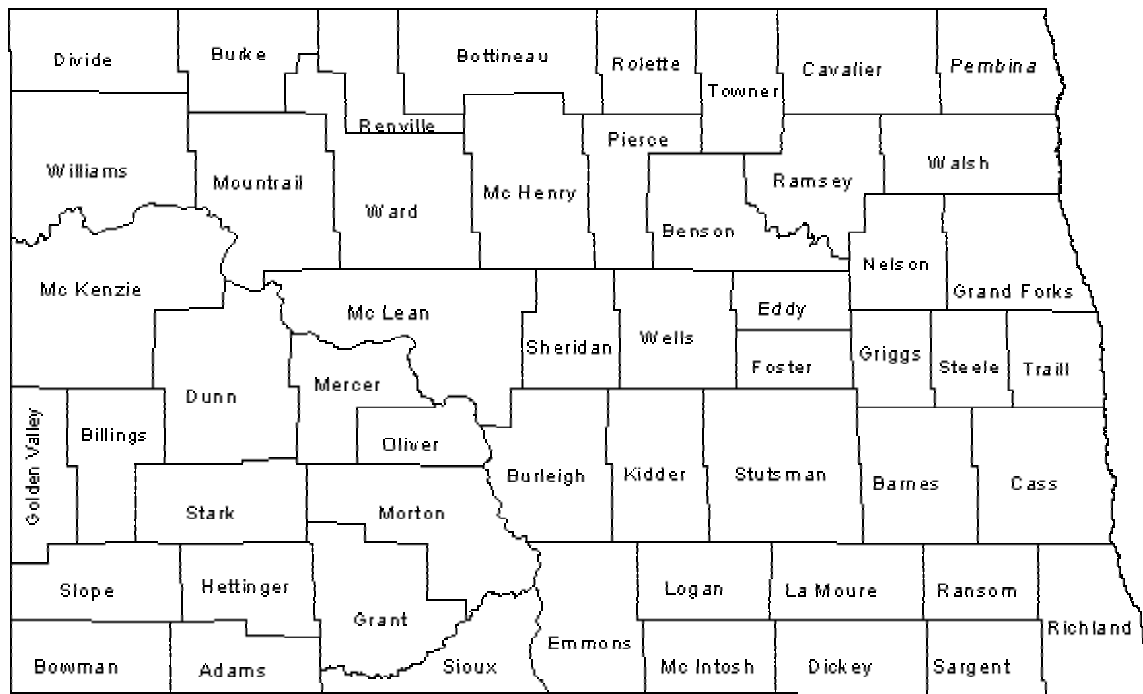 Divide
Burke
Bottineau
Rolette
Towner
Cavalier
Pembina
Renville
Pierce
Williams
Mountrail
Ward
Mc Henry
Benson
Ramsey
Walsh
Nelson
Grand Forks
Mc Kenzie
Mc Lean
Sheridan
Wells
Eddy
Foster
Griggs
Steele
Traill
Golden Valley
Billings
Dunn
Mercer
Oliver
Burleigh
Kidder
Stutsman
Barnes
Cass
Stark
Morton
Slope
Hettinger
Grant
Logan
La Moure
Ransom
Richland
Bowman
Adams
Sioux
Emmons
Mc Intosh
Dickey
Sargent